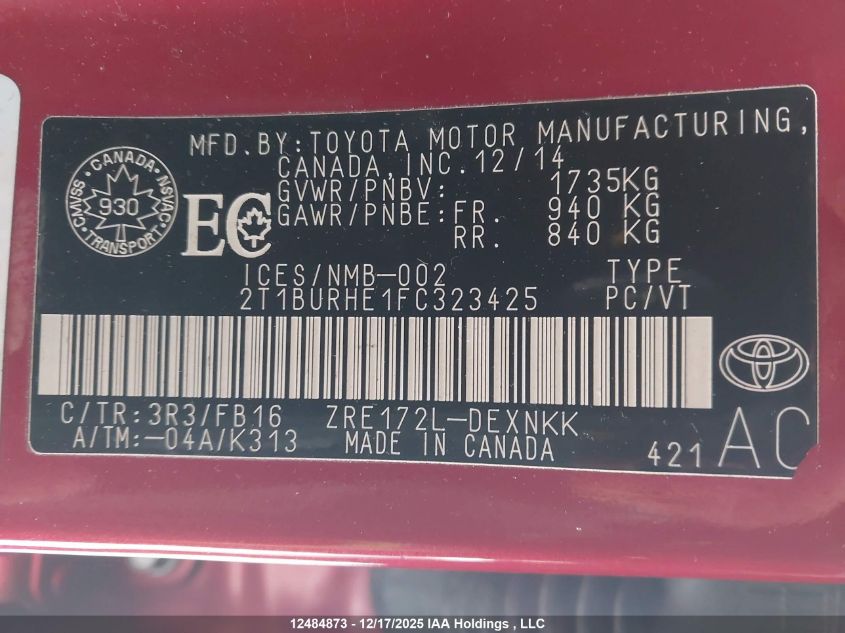 MFD.BY:TOYOTA MOTOR MANUFACTURING,
CANADA,INC.12/14
GVWR/PNBV: 1735KG
GAWR/PNBE:FR. 940 KG
RR. 840 KG
CANADA
CMVSS 930 NSVAC
TRANSPORT
EC
ICES/NMB-002 TYPE
2T1BURHE1FC323425 PC/VT
C/TR:3R3/FB16 ZRE172L-DEXNKK
A/TM:-04A/K313 MADE IN CANADA
421 AC
12484873 - 12/17/2025 IAA Holdings , LLC